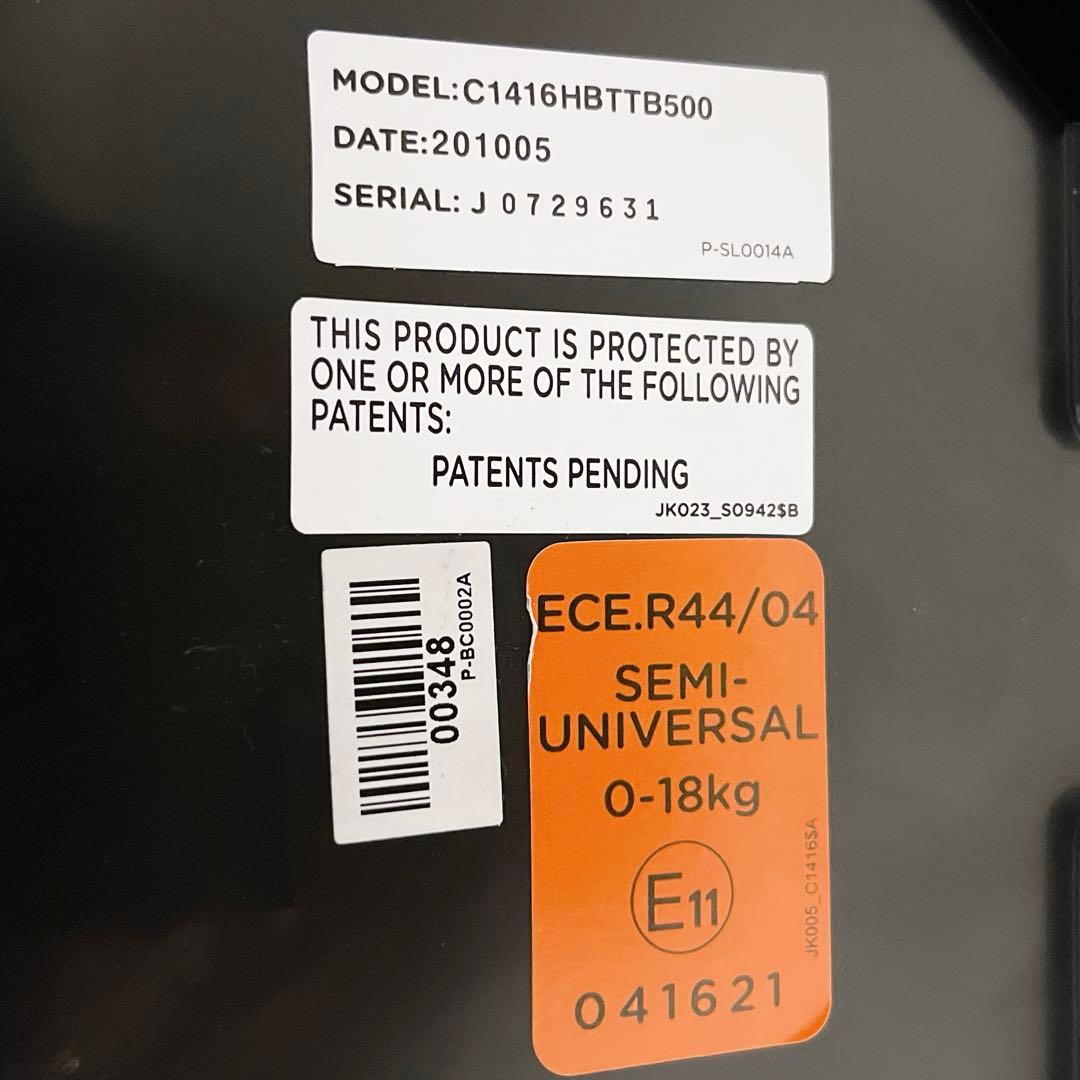 MODEL:C1416HBTTB500
DATE:201005
SERIAL: J 0729631
P-SL0014A
THIS PRODUCT IS PROTECTED BY
ONE OR MORE OF THE FOLLOWING
PATENTS:
PATENTS PENDING
JK023_S0942$B
00348
P-BC0002A
ECE.R44/04
SEMI-
UNIVERSAL
0-18kg
E11
041621
JK005_C1416$A